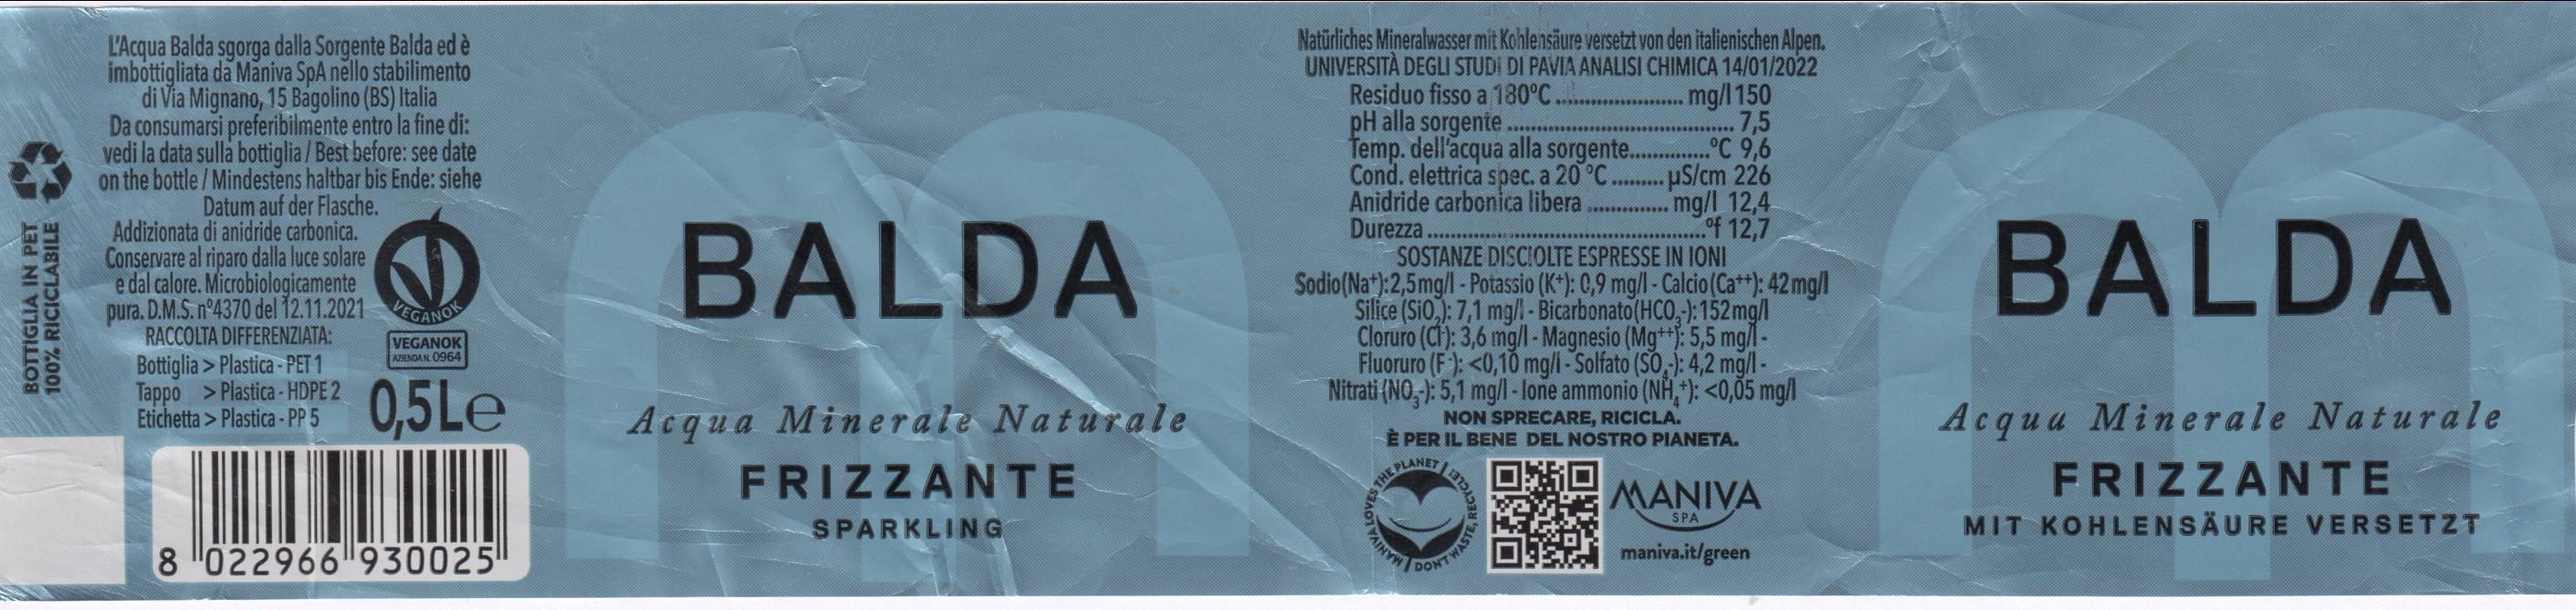 BOTTIGLIA IN PET
100% RICICLABILE
L'Acqua Balda sgorga dalla Sorgente Balda ed è
imbottigliata da Maniva SpA nello stabilimento
di Via Mignano, 15 Bagolino (BS) Italia
Da consumarsi preferibilmente entro la fine di:
vedi la data sulla bottiglia / Best before: see date
on the bottle / Mindestens haltbar bis Ende: siehe
Datum auf der Flasche.
Addizionata di anidride carbonica.
Conservare al riparo dalla luce solare
e dal calore. Microbiologicamente
pura. D.M.S. n°4370 del 12.11.2021
RACCOLTA DIFFERENZIATA:
Bottiglia > Plastica - PET 1
Tappo > Plastica - HDPE 2
Etichetta > Plastica - PP 5
VEGANOK
VEGANOK
AZIENDA N. 0964
0,5L e
8 022966 930025
BALDA
Acqua Minerale Naturale
FRIZZANTE
SPARKLING
Natürliches Mineralwasser mit Kohlensäure versetzt von den italienischen Alpen.
UNIVERSITÀ DEGLI STUDI DI PAVIA ANALISI CHIMICA 14/01/2022
Residuo fisso a 180°C ...................... mg/l 150
pH alla sorgente ....................................... 7,5
Temp. dell'acqua alla sorgente..............°C 9,6
Cond. elettrica spec. a 20 °C ......... µS/cm 226
Anidride carbonica libera .............. mg/l 12,4
Durezza ................................................°f 12,7
SOSTANZE DISCIOLTE ESPRESSE IN IONI
Sodio(Na⁺):2,5mg/l - Potassio (K⁺): 0,9 mg/l - Calcio(Ca⁺⁺): 42mg/l
Silice (SiO₂): 7,1 mg/l - Bicarbonato(HCO₃-):152mg/l
Cloruro (Cl-): 3,6 mg/l - Magnesio (Mg⁺⁺): 5,5 mg/l -
Fluoruro (F-): <0,10 mg/l - Solfato (SO₄-): 4,2 mg/l -
Nitrati (NO₃-): 5,1 mg/l - Ione ammonio (NH₄⁺): <0,05 mg/l
NON SPRECARE, RICICLA.
È PER IL BENE DEL NOSTRO PIANETA.
MANIVA LOVES THE PLANET / DON'T WASTE, RECYCLE!
MANIVA
SPA
maniva.it/green
BALDA
Acqua Minerale Naturale
FRIZZANTE
MIT KOHLENSÄURE VERSETZT